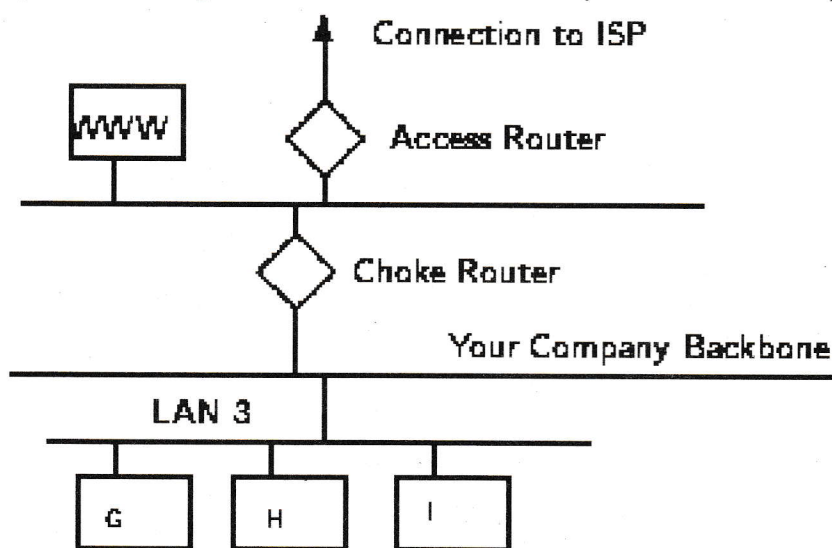 Connection to ISP
WWW
Access Router
Choke Router
Your Company Backbone
LAN 3
G
H
I